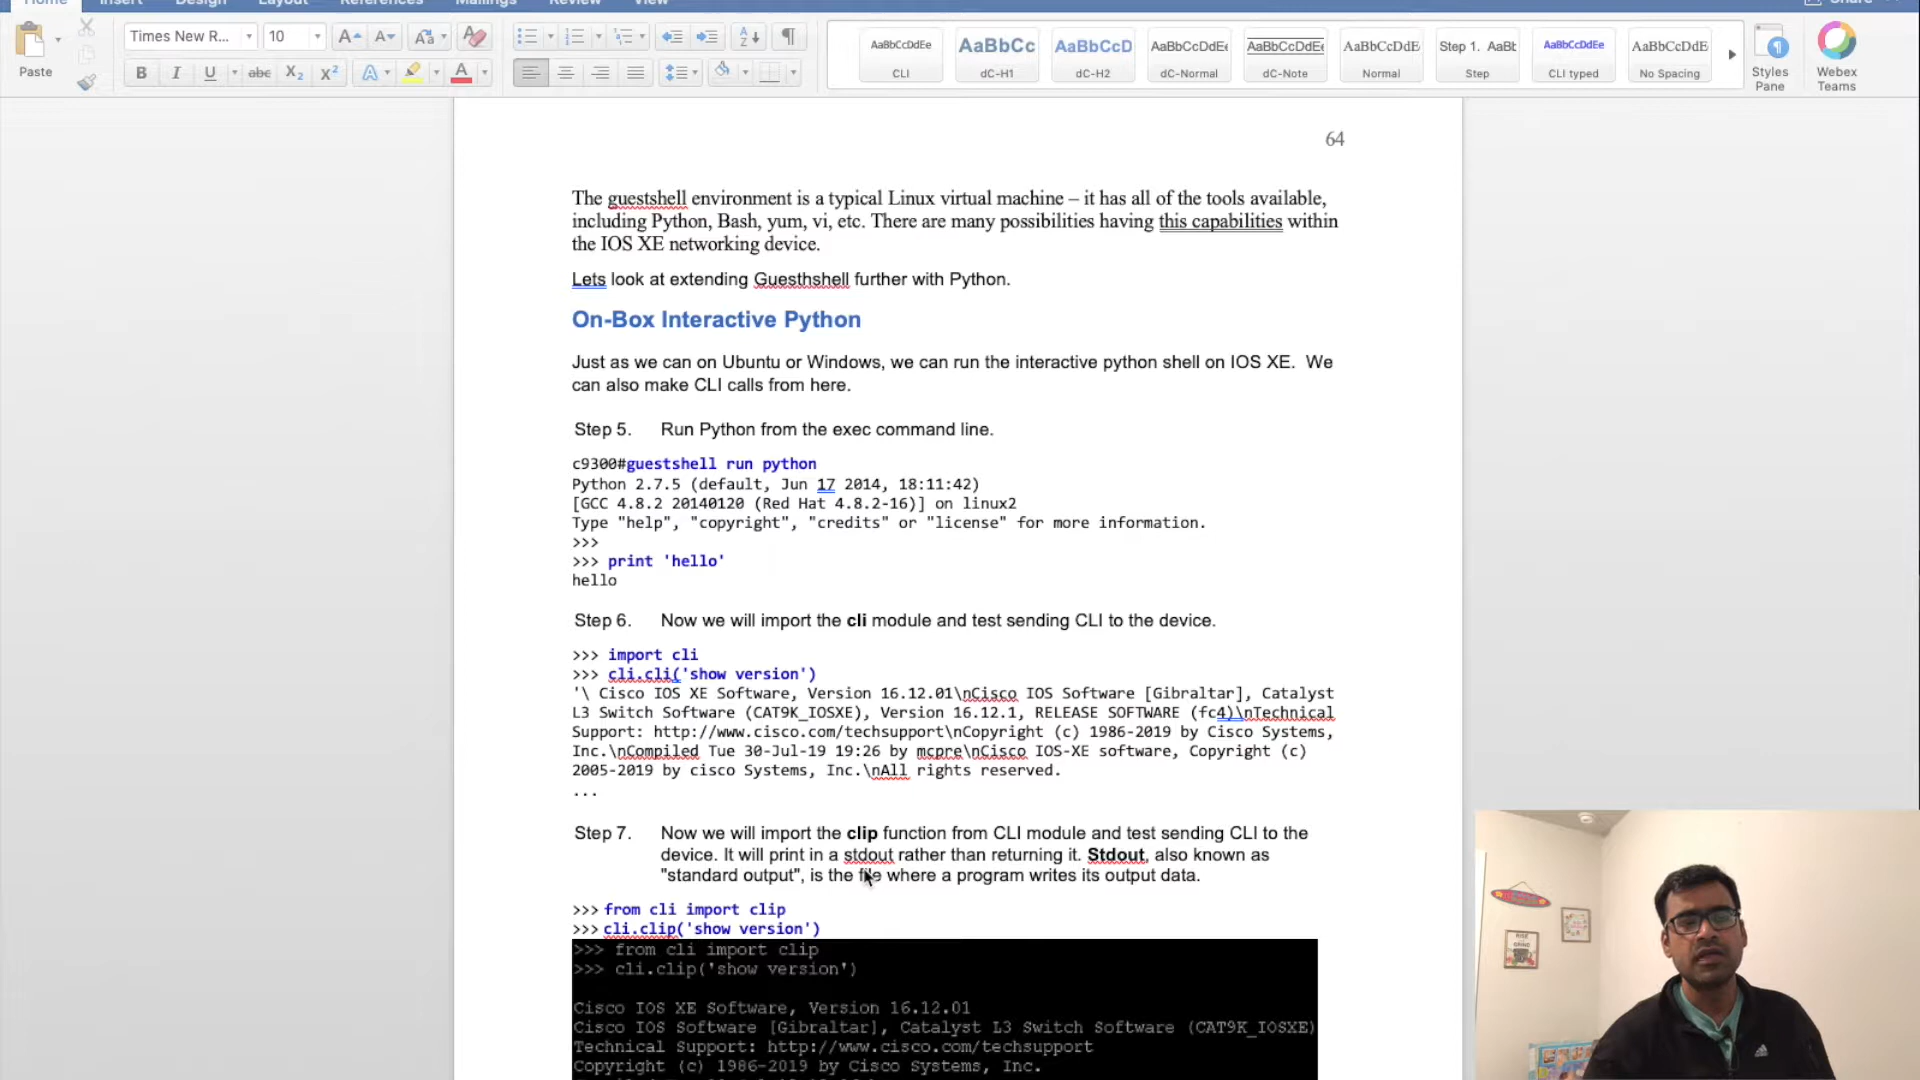 Home Insert Design Layout References Mailings Review View Share
Paste
Times New R... 10
B I U abc X2 X2 A A
AaBbCcDdEe AaBbCc AaBbCcD AaBbCcDdEe AaBbCcDdEe AaBbCcDdE Step 1. AaBt AaBbCcDdEe AaBbCcDdE
CLI dC-H1 dC-H2 dC-Normal dC-Note Normal Step CLI typed No Spacing
Styles Pane
Webex Teams
64
The guestshell environment is a typical Linux virtual machine – it has all of the tools available,
including Python, Bash, yum, vi, etc. There are many possibilities having this capabilities within
the IOS XE networking device.
Lets look at extending Guesthshell further with Python.
On-Box Interactive Python
Just as we can on Ubuntu or Windows, we can run the interactive python shell on IOS XE. We
can also make CLI calls from here.
Step 5. Run Python from the exec command line.
c9300#guestshell run python
Python 2.7.5 (default, Jun 17 2014, 18:11:42)
[GCC 4.8.2 20140120 (Red Hat 4.8.2-16)] on linux2
Type "help", "copyright", "credits" or "license" for more information.
>>>
>>> print 'hello'
hello
Step 6. Now we will import the cli module and test sending CLI to the device.
>>> import cli
>>> cli.cli('show version')
'\ Cisco IOS XE Software, Version 16.12.01\nCisco IOS Software [Gibraltar], Catalyst
L3 Switch Software (CAT9K_IOSXE), Version 16.12.1, RELEASE SOFTWARE (fc4)\nTechnical
Support: http://www.cisco.com/techsupport\nCopyright (c) 1986-2019 by Cisco Systems,
Inc.\nCompiled Tue 30-Jul-19 19:26 by mcpre\nCisco IOS-XE software, Copyright (c)
2005-2019 by cisco Systems, Inc.\nAll rights reserved.
...
Step 7. Now we will import the clip function from CLI module and test sending CLI to the
device. It will print in a stdout rather than returning it. Stdout, also known as
"standard output", is the file where a program writes its output data.
>>> from cli import clip
>>> cli.clip('show version')
>>> from cli import clip
>>> cli.clip('show version')
Cisco IOS XE Software, Version 16.12.01
Cisco IOS Software [Gibraltar], Catalyst L3 Switch Software (CAT9K_IOSXE)
Technical Support: http://www.cisco.com/techsupport
Copyright (c) 1986-2019 by Cisco Systems, Inc.